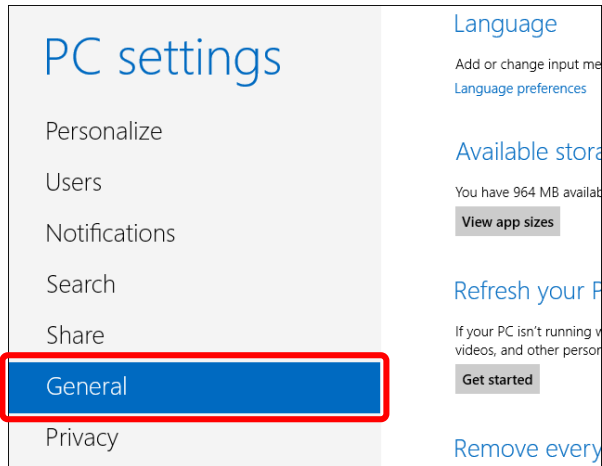 PC settings
Personalize
Users
Notifications
Search
Share
General
Privacy
Language
Add or change input me
Language preferences
Available stora
You have 964 MB availab
View app sizes
Refresh your P
If your PC isn't running w
videos, and other person
Get started
Remove every